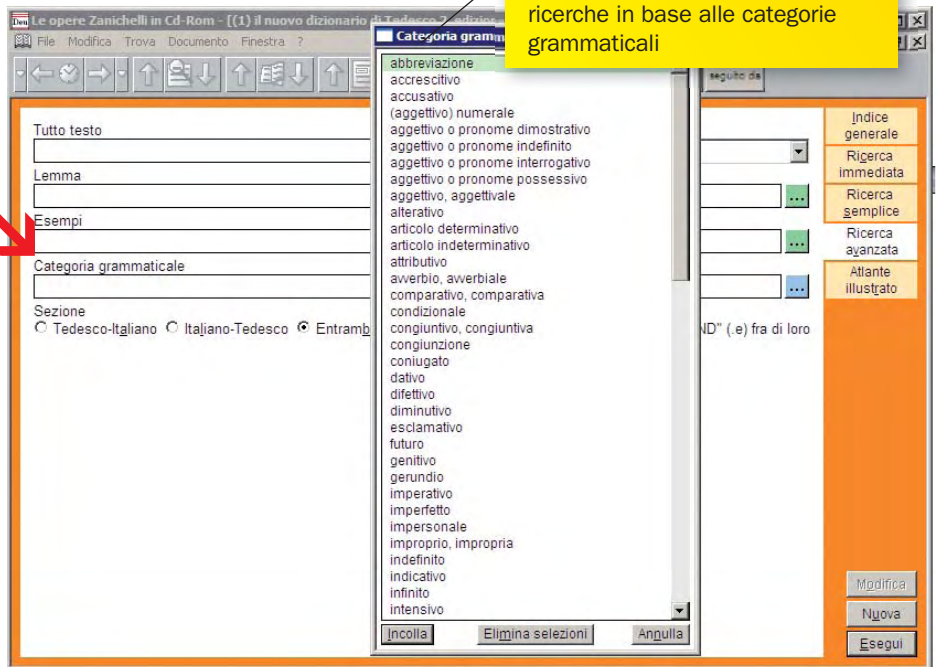 Le opere Zanichelli in Cd-Rom - [(1) il nuovo dizionario di Tedesco 2 edizion
File Modifica Trova Documento Finestra ?
ricerche in base alle categorie
grammaticali
Categoria gramm
seguito da
Tutto testo
Lemma
Esempi
Categoria grammaticale
Sezione
Tedesco-Italiano Italiano-Tedesco Entramb
ND" (.e) fra di loro
abbreviazione
accrescitivo
accusativo
(aggettivo) numerale
aggettivo o pronome dimostrativo
aggettivo o pronome indefinito
aggettivo o pronome interrogativo
aggettivo o pronome possessivo
aggettivo, aggettivale
alterativo
articolo determinativo
articolo indeterminativo
attributivo
avverbio, avverbiale
comparativo, comparativa
condizionale
congiuntivo, congiuntiva
congiunzione
coniugato
dativo
difettivo
diminutivo
esclamativo
futuro
genitivo
gerundio
imperativo
imperfetto
impersonale
improprio, impropria
indefinito
indicativo
infinito
intensivo
Incolla Elimina selezioni Annulla
Indice
generale
Ricerca
immediata
Ricerca
semplice
Ricerca
avanzata
Atlante
illustrato
Modifica
Nuova
Esegui